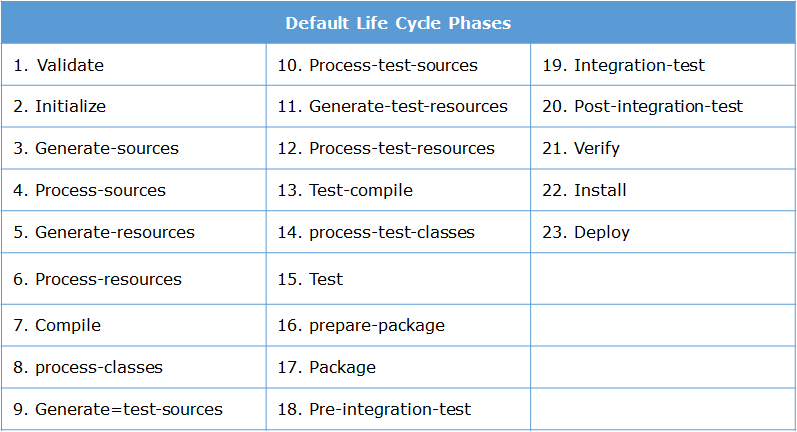 Default Life Cycle Phases
1. Validate
10. Process-test-sources
19. Integration-test
2. Initialize
11. Generate-test-resources
20. Post-integration-test
3. Generate-sources
12. Process-test-resources
21. Verify
4. Process-sources
13. Test-compile
22. Install
5. Generate-resources
14. process-test-classes
23. Deploy
6. Process-resources
15. Test
7. Compile
16. prepare-package
8. process-classes
17. Package
9. Generate=test-sources
18. Pre-integration-test